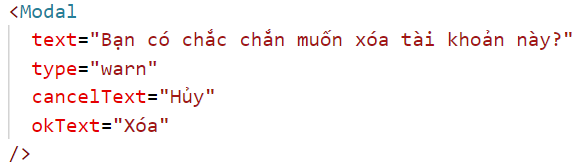 <Modal
text="Bạn có chắc chắn muốn xóa tài khoản này?"
type="warn"
cancelText="Hủy"
okText="Xóa"
/>